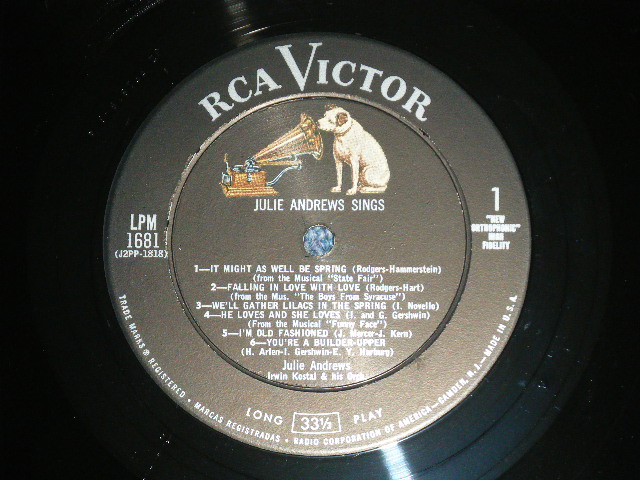 RCA VICTOR
JULIE ANDREWS SINGS
LPM
1681
(J2PP-1818)
1
"NEW
ORTHOPHONIC"
HIGH
FIDELITY
1—IT MIGHT AS WELL BE SPRING (Rodgers-Hammerstein)
(from the Musical "State Fair")
2—FALLING IN LOVE WITH LOVE (Rodgers-Hart)
(from the Mus. "The Boys From Syracuse")
3—WE'LL GATHER LILACS IN THE SPRING (I. Novello)
4—HE LOVES AND SHE LOVES (I. and G. Gershwin)
(From the Musical "Funny Face")
5—I'M OLD FASHIONED (J. Mercer-J. Kern)
6—YOU'RE A BUILDER-UPPER
(H. Arlen-I. Gershwin-E. Y. Harburg)
Julie Andrews
Irwin Kostal & his Orch.
LONG 33⅓ PLAY
TRADE MARKS ® REGISTERED • MARCAS REGISTRADAS • RADIO CORPORATION OF AMERICA—CAMDEN, N.J.—MADE IN U.S.A.